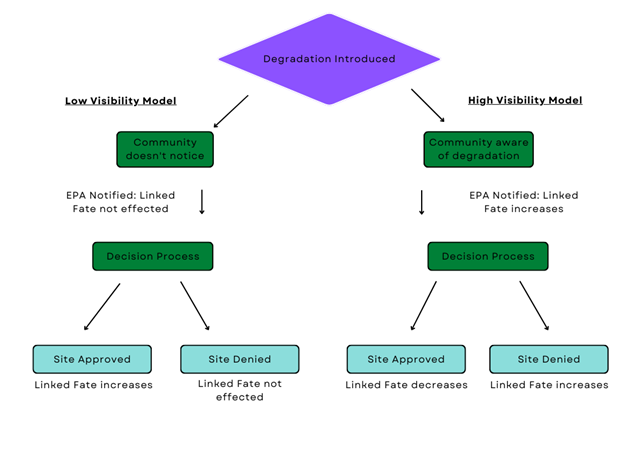 Degradation Introduced
Low Visibility Model
High Visibility Model
Community
doesn't notice
Community aware
of degradation
EPA Notified: Linked
Fate not effected
EPA Notified: Linked
Fate increases
Decision Process
Decision Process
Site Approved
Site Denied
Site Approved
Site Denied
Linked Fate increases
Linked Fate not
effected
Linked Fate decreases
Linked Fate increases